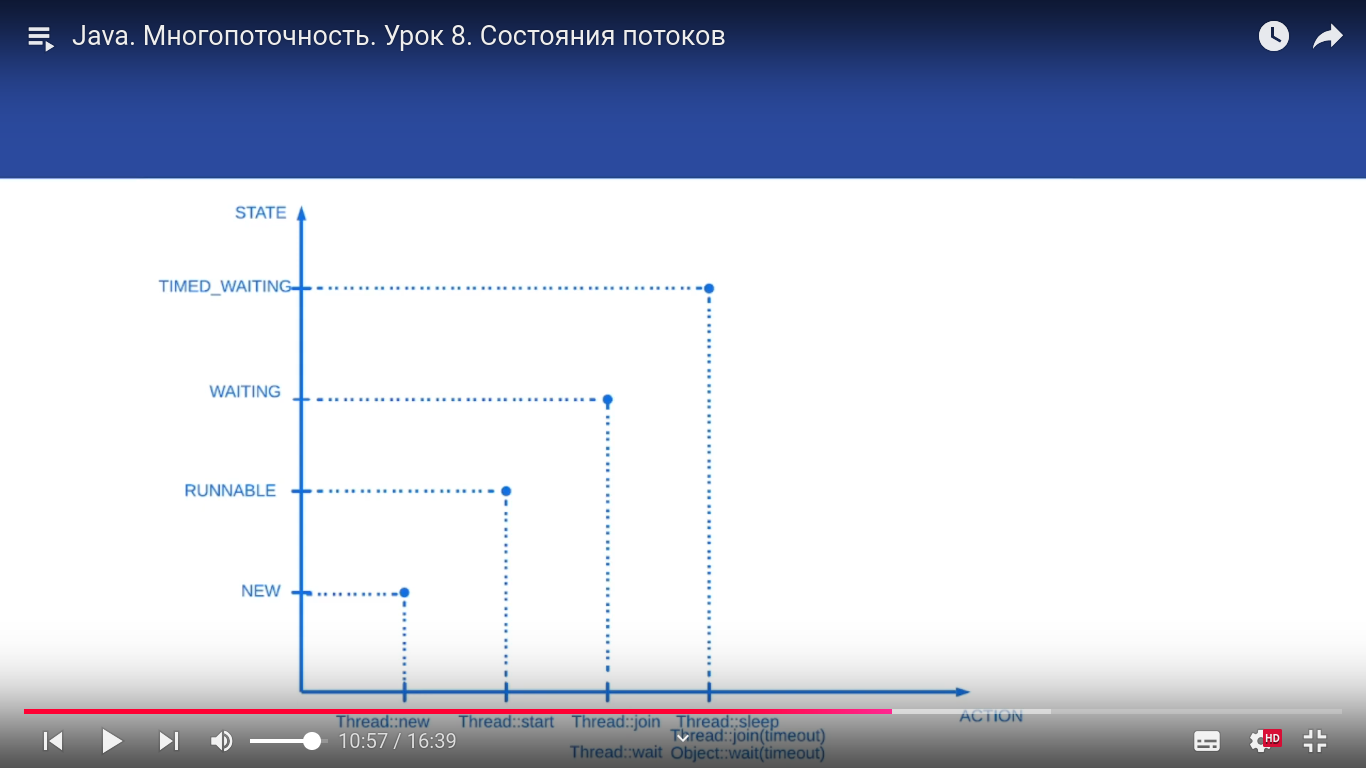 Java. Многопоточность. Урок 8. Состояния потоков
STATE
TIMED_WAITING
WAITING
RUNNABLE
NEW
ACTION
Thread::new Thread::start Thread::join Thread::sleep
Thread::join(timeout)
Thread::wait Object::wait(timeout)
10:57 / 16:39
HD